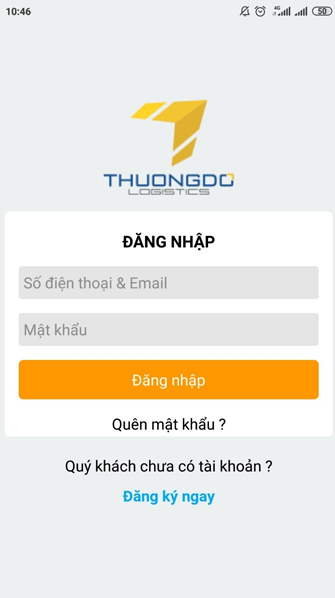 10:46
4G
50
THUONGDO
LOGISTICS
ĐĂNG NHẬP
Số điện thoại & Email
Mật khẩu
Đăng nhập
Quên mật khẩu ?
Quý khách chưa có tài khoản ?
Đăng ký ngay